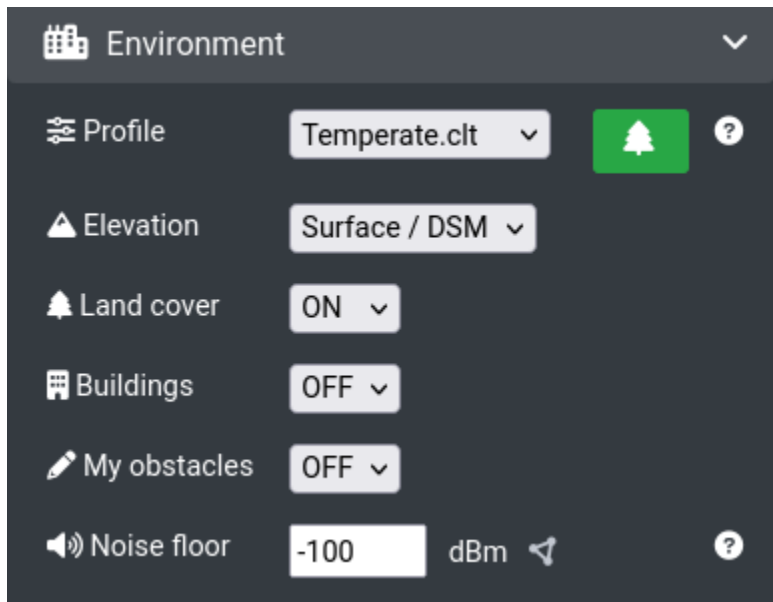 Environment
Profile Temperate.clt ?
Elevation Surface / DSM
Land cover ON
Buildings OFF
My obstacles OFF
Noise floor -100 dBm ?